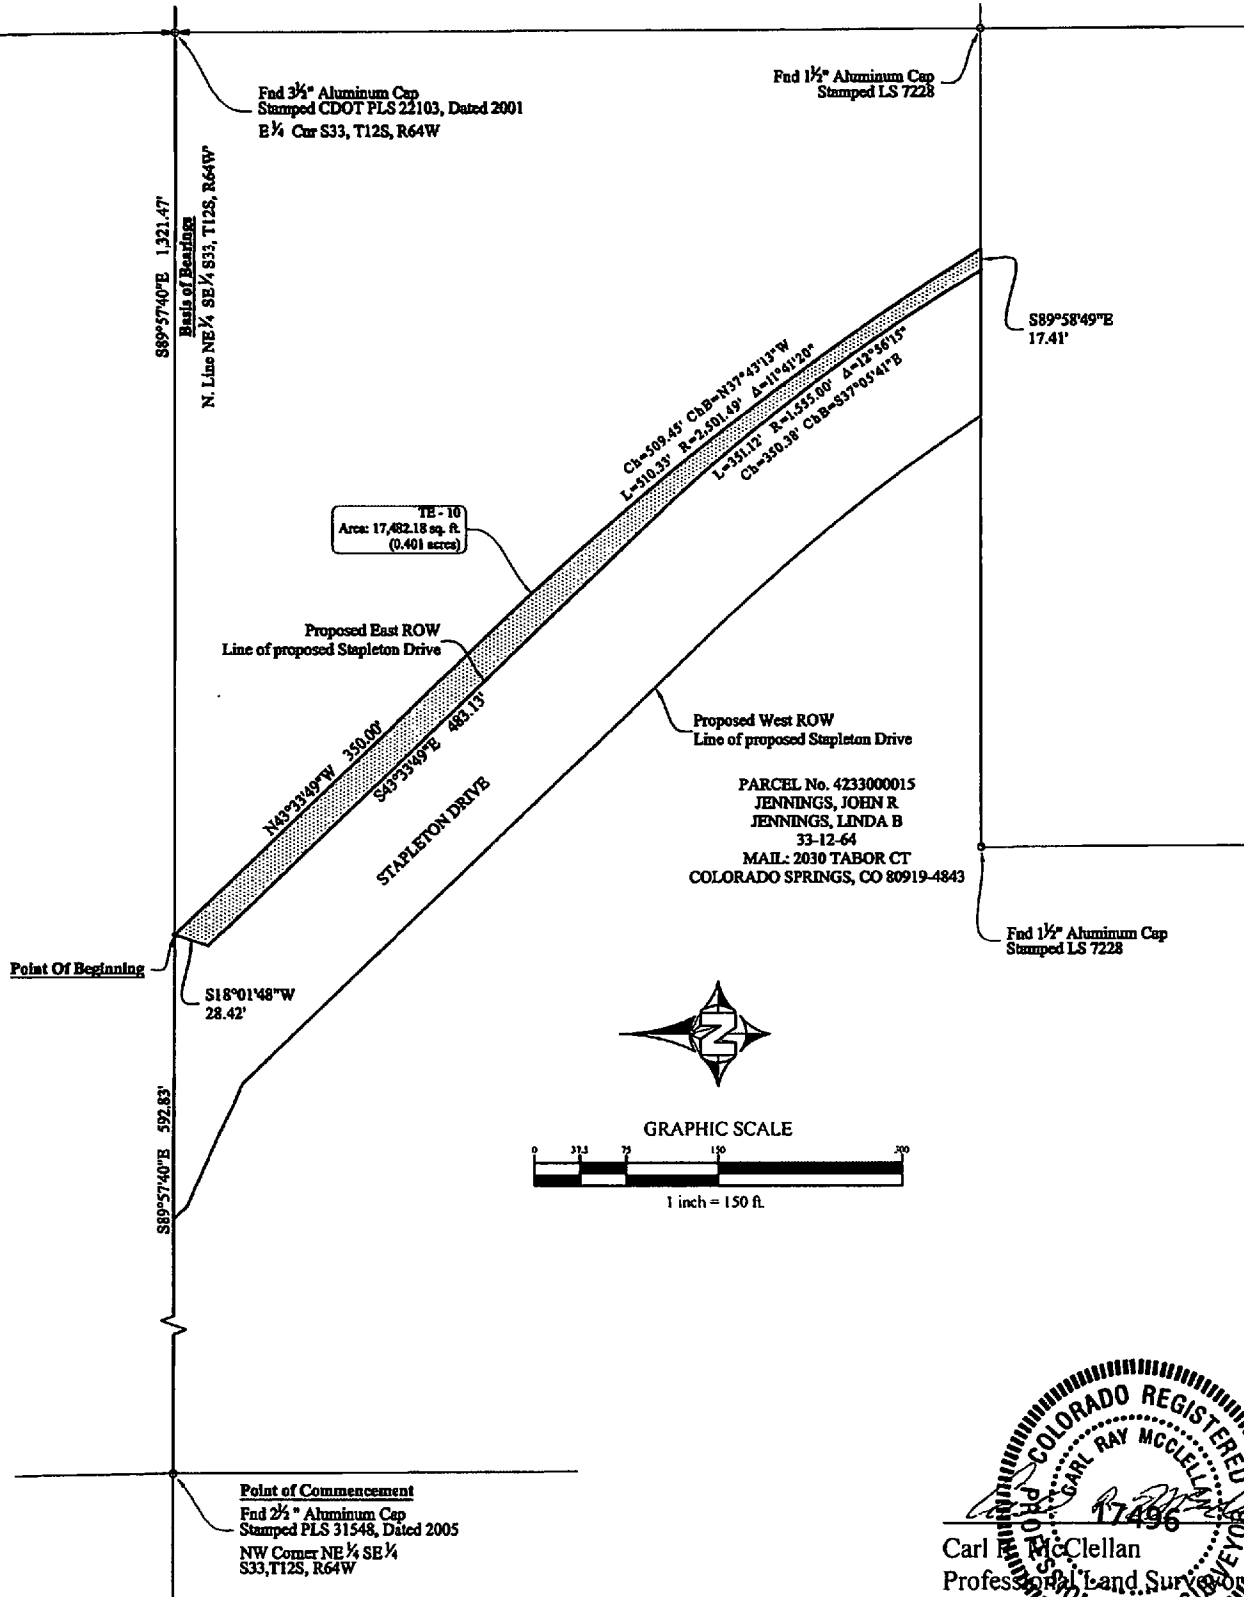 Fnd 3½" Aluminum Cap
Stamped CDOT PLS 22103, Dated 2001
E¼ Cnr S33, T12S, R64W
Fnd 1½" Aluminum Cap
Stamped LS 7228
S89°57'40"E 1,321.47'
Basis of Bearings
N. Line NE¼ SE¼ S33, T12S, R64W
S89°58'49"E
17.41'
Ch=509.45' ChB=N37°43'13"W
L=510.33' R=2,501.49' Δ=11°41'20"
L=351.12' R=1,555.00' Δ=12°56'15"
Ch=350.38' ChB=S37°05'41"E
TE - 10
Area: 17,482.18 sq. ft.
(0.401 acres)
Proposed East ROW
Line of proposed Stapleton Drive
N43°33'49"W 350.00'
S43°33'49"E 483.13'
STAPLETON DRIVE
Proposed West ROW
Line of proposed Stapleton Drive
PARCEL No. 4233000015
JENNINGS, JOHN R
JENNINGS, LINDA B
33-12-64
MAIL: 2030 TABOR CT
COLORADO SPRINGS, CO 80919-4843
Fnd 1½" Aluminum Cap
Stamped LS 7228
Point Of Beginning
S18°01'48"W
28.42'
N
S89°57'40"E 592.83'
GRAPHIC SCALE
0 37.5 75 150 300
1 inch = 150 ft.
Point of Commencement
Fnd 2½ " Aluminum Cap
Stamped PLS 31548, Dated 2005
NW Corner NE ¼ SE¼
S33,T12S, R64W
COLORADO REGISTERED
CARL RAY MCCLELLAN
17496
Carl R. McClellan
Professional Land Surveyor